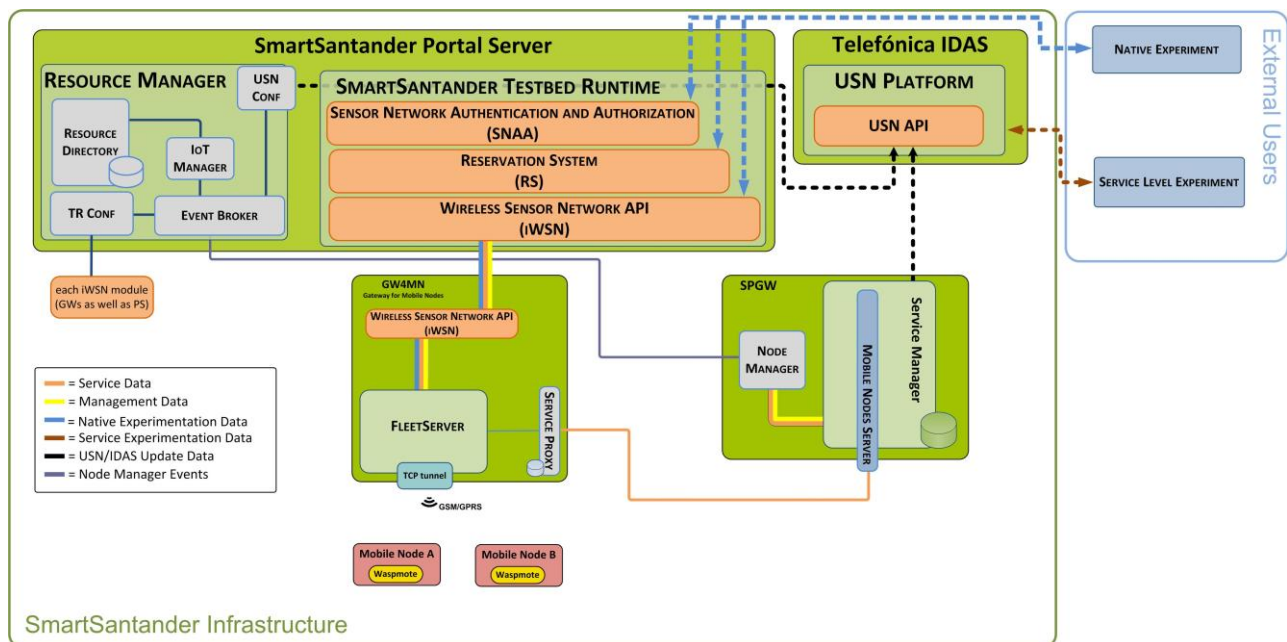 SmartSantander Portal Server
RESOURCE MANAGER
USN
CONF
RESOURCE
DIRECTORY
IOT
MANAGER
TR CONF
EVENT BROKER
each iWSN module
(GWs as well as PS)
SMARTSANTANDER TESTBED RUNTIME
SENSOR NETWORK AUTHENTICATION AND AUTHORIZATION
(SNAA)
RESERVATION SYSTEM
(RS)
WIRELESS SENSOR NETWORK API
(IWSN)
Telefónica IDAS
USN PLATFORM
USN API
External Users
NATIVE EXPERIMENT
SERVICE LEVEL EXPERIMENT
GW4MN
Gateway for Mobile Nodes
WIRELESS SENSOR NETWORK API
(IWSN)
FLEETSERVER
SERVICE PROXY
TCP tunnel
GSM/GPRS
SPGW
NODE
MANAGER
MOBILE NODES SERVER
Service Manager
= Service Data
= Management Data
= Native Experimentation Data
= Service Experimentation Data
= USN/IDAS Update Data
= Node Manager Events
Mobile Node A
Waspmote
Mobile Node B
Waspmote
SmartSantander Infrastructure